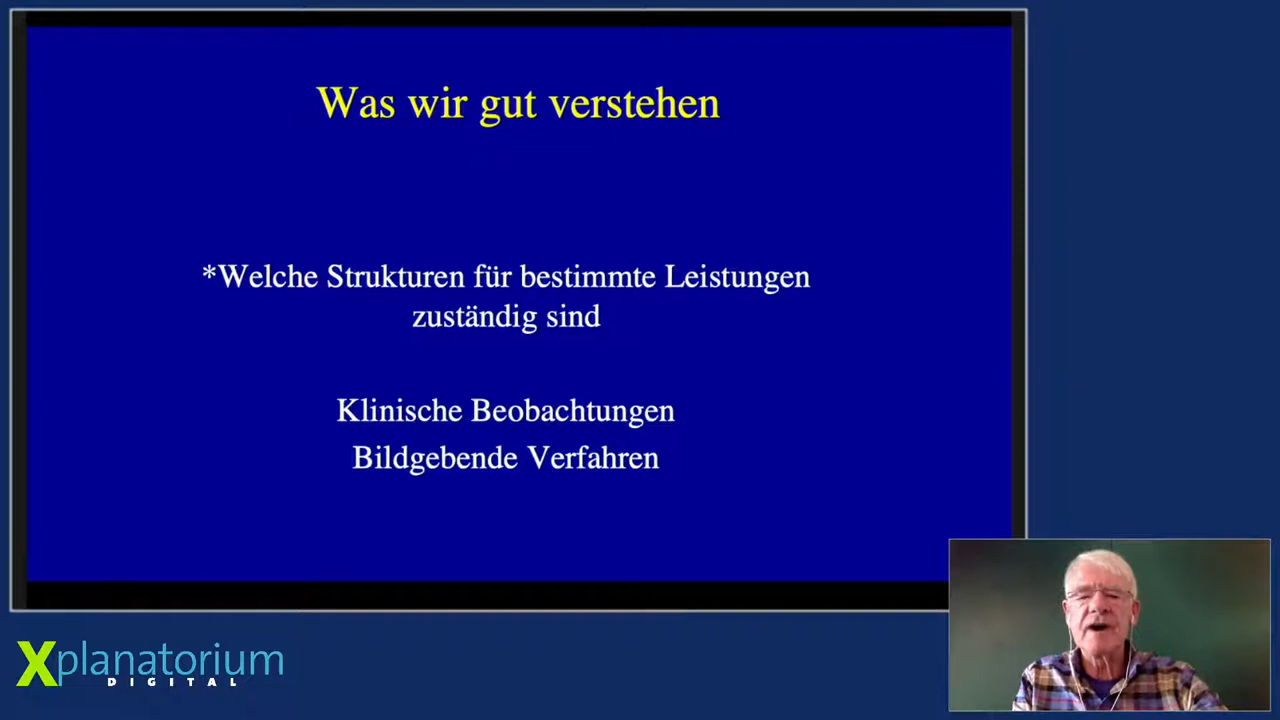 Was wir gut verstehen
*Welche Strukturen für bestimmte Leistungen
zuständig sind
Klinische Beobachtungen
Bildgebende Verfahren
Xplanatorium
DIGITAL